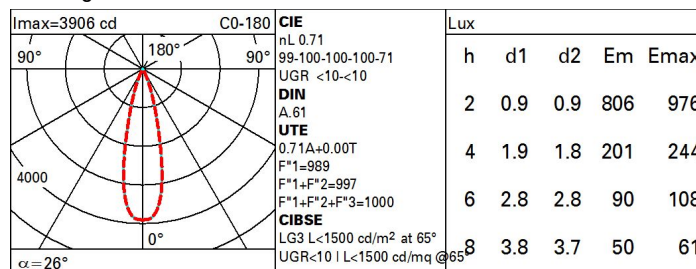 Imax=3906 cd C0-180
90° 180° 90°
4000
0°
α=26°
CIE
nL 0.71
99-100-100-100-71
UGR <10-<10
DIN
A.61
UTE
0.71A+0.00T
F"1=989
F"1+F"2=997
F"1+F"2+F"3=1000
CIBSE
LG3 L<1500 cd/m² at 65°
UGR<10 | L<1500 cd/mq @65°
Lux
h d1 d2 Em Emax
2 0.9 0.9 806 976
4 1.9 1.8 201 244
6 2.8 2.8 90 108
8 3.8 3.7 50 61